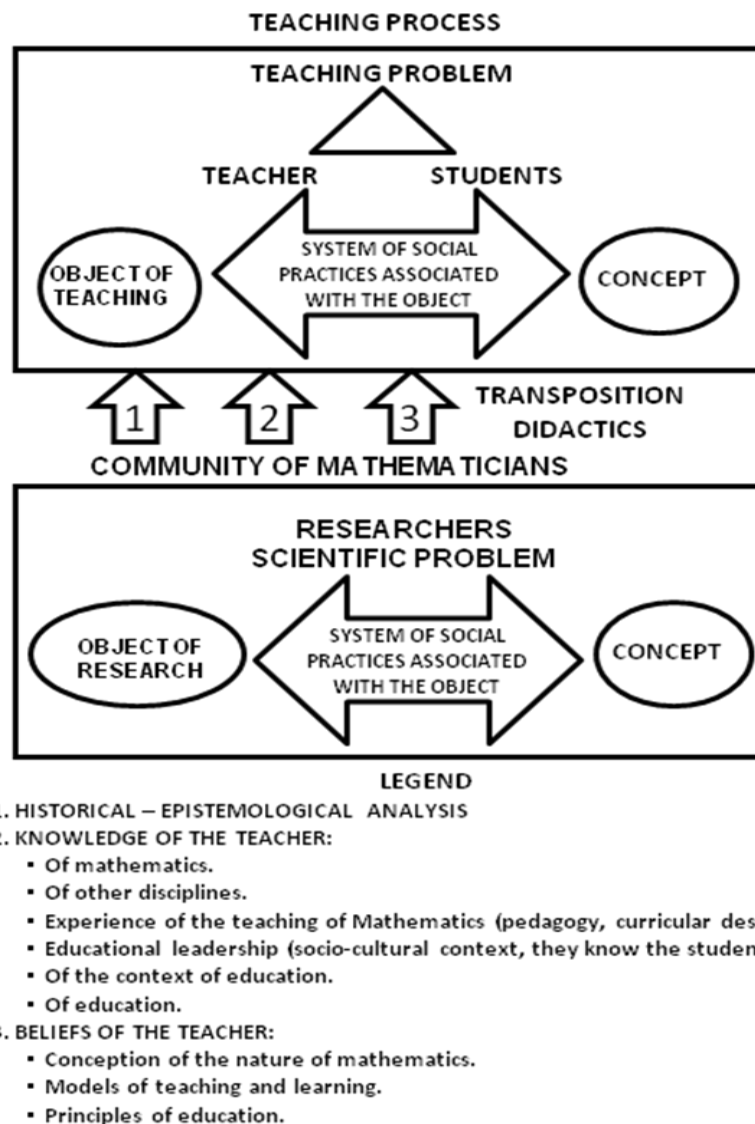 TEACHING PROCESS
TEACHING PROBLEM
TEACHER STUDENTS
OBJECT OF
TEACHING
SYSTEM OF SOCIAL
PRACTICES ASSOCIATED
WITH THE OBJECT
CONCEPT
1 2 3
TRANSPOSITION
DIDACTICS
COMMUNITY OF MATHEMATICIANS
RESEARCHERS
SCIENTIFIC PROBLEM
OBJECT OF
RESEARCH
SYSTEM OF SOCIAL
PRACTICES ASSOCIATED
WITH THE OBJECT
CONCEPT
LEGEND
. HISTORICAL – EPISTEMOLOGICAL ANALYSIS
. KNOWLEDGE OF THE TEACHER:
▪ Of mathematics.
▪ Of other disciplines.
▪ Experience of the teaching of Mathematics (pedagogy, curricular des
▪ Educational leadership (socio-cultural context, they know the studen
▪ Of the context of education.
▪ Of education.
. BELIEFS OF THE TEACHER:
▪ Conception of the nature of mathematics.
▪ Models of teaching and learning.
▪ Principles of education.